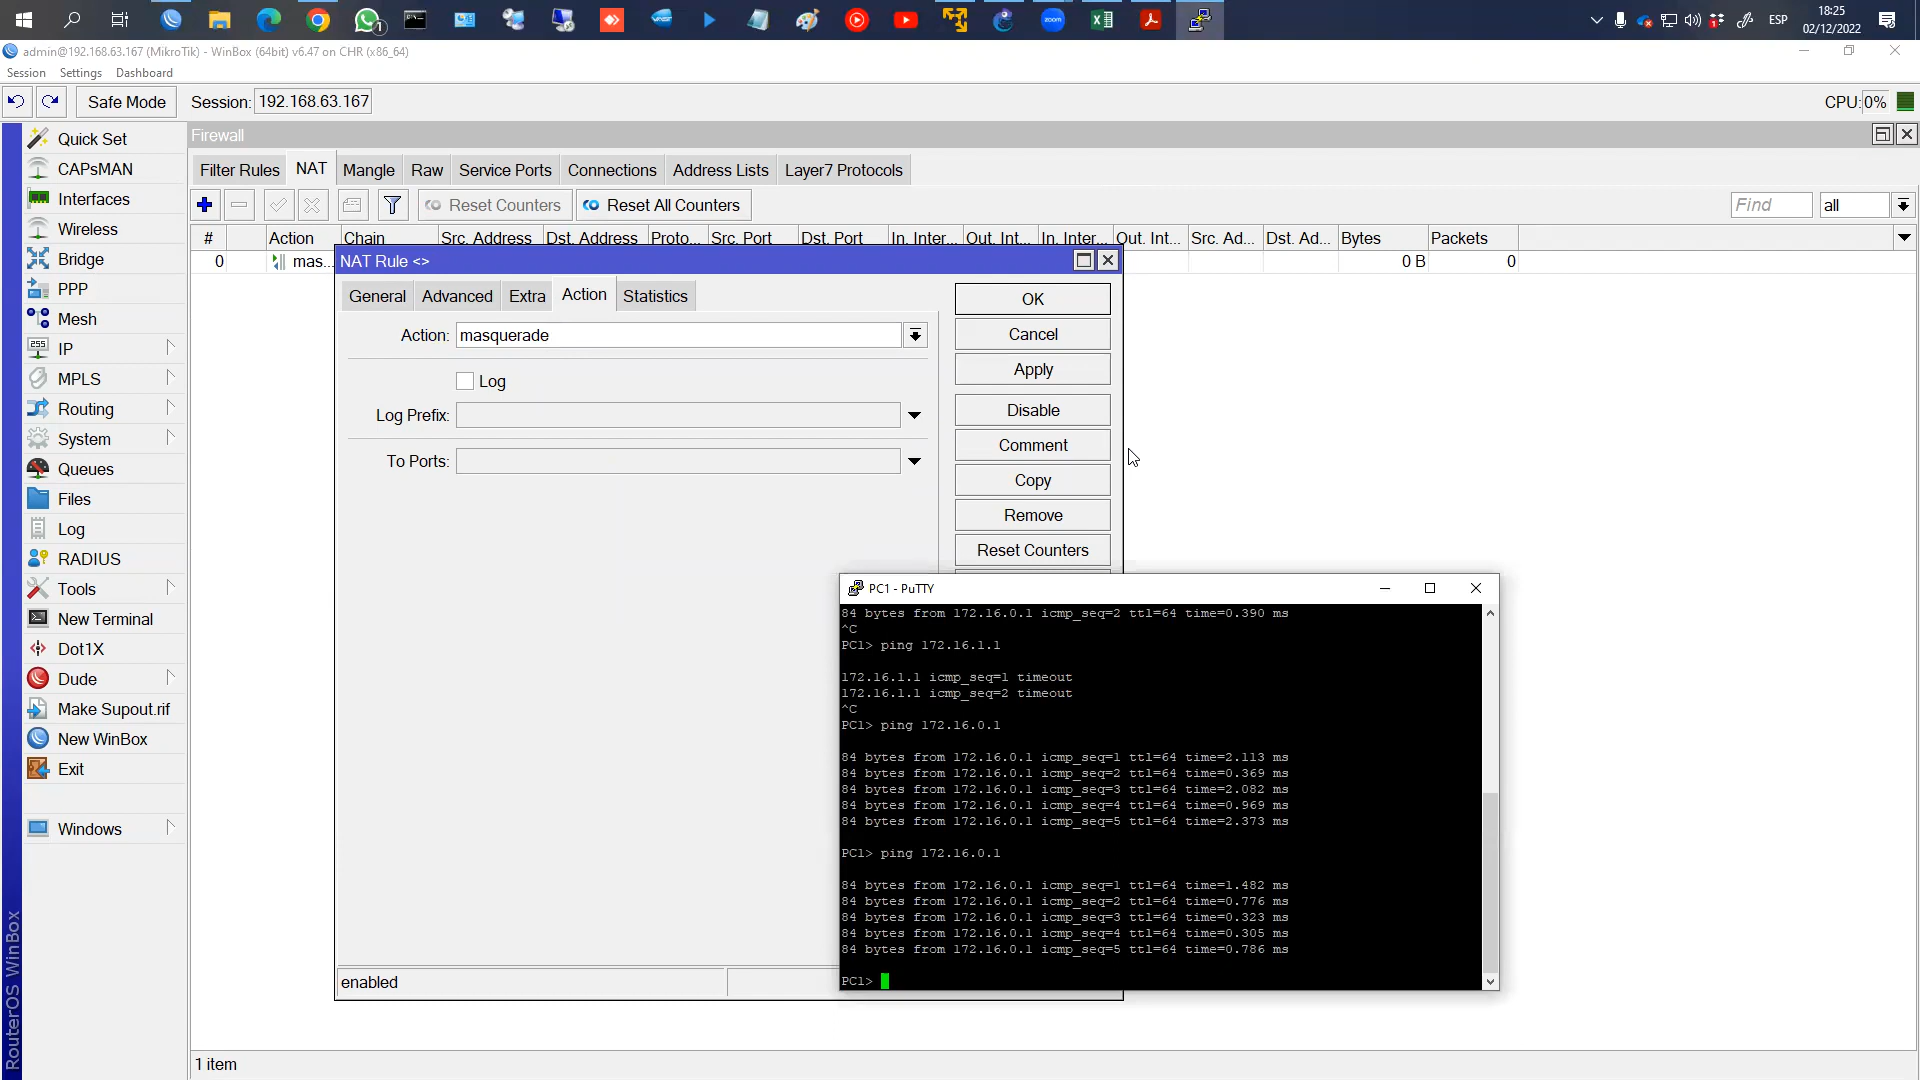 ESP
18:25
02/12/2022
admin@192.168.63.167 (MikroTik) - WinBox (64bit) v6.47 on CHR (x86_64)
Session Settings Dashboard
Safe Mode Session: 192.168.63.167 CPU: 0%
Quick Set
CAPsMAN
Interfaces
Wireless
Bridge
PPP
Mesh
255
IP
MPLS
Routing
System
Queues
Files
Log
RADIUS
Tools
New Terminal
Dot1X
Dude
Make Supout.rif
New WinBox
Exit
Windows
RouterOS WinBox
Firewall
Filter Rules NAT Mangle Raw Service Ports Connections Address Lists Layer7 Protocols
Reset Counters Reset All Counters Find all
# Action Chain Src. Address Dst. Address Proto... Src. Port Dst. Port In. Inter... Out. Int... In. Inter... Out. Int... Src. Ad... Dst. Ad... Bytes Packets
0 mas... 0 B 0
NAT Rule <>
General Advanced Extra Action Statistics
Action: masquerade
Log
Log Prefix:
To Ports:
OK
Cancel
Apply
Disable
Comment
Copy
Remove
Reset Counters
enabled
PC1 - PuTTY
84 bytes from 172.16.0.1 icmp_seq=2 ttl=64 time=0.390 ms
^C
PC1> ping 172.16.1.1
172.16.1.1 icmp_seq=1 timeout
172.16.1.1 icmp_seq=2 timeout
^C
PC1> ping 172.16.0.1
84 bytes from 172.16.0.1 icmp_seq=1 ttl=64 time=2.113 ms
84 bytes from 172.16.0.1 icmp_seq=2 ttl=64 time=0.369 ms
84 bytes from 172.16.0.1 icmp_seq=3 ttl=64 time=2.082 ms
84 bytes from 172.16.0.1 icmp_seq=4 ttl=64 time=0.969 ms
84 bytes from 172.16.0.1 icmp_seq=5 ttl=64 time=2.373 ms
PC1> ping 172.16.0.1
84 bytes from 172.16.0.1 icmp_seq=1 ttl=64 time=1.482 ms
84 bytes from 172.16.0.1 icmp_seq=2 ttl=64 time=0.776 ms
84 bytes from 172.16.0.1 icmp_seq=3 ttl=64 time=0.323 ms
84 bytes from 172.16.0.1 icmp_seq=4 ttl=64 time=0.305 ms
84 bytes from 172.16.0.1 icmp_seq=5 ttl=64 time=0.786 ms
PC1>
1 item